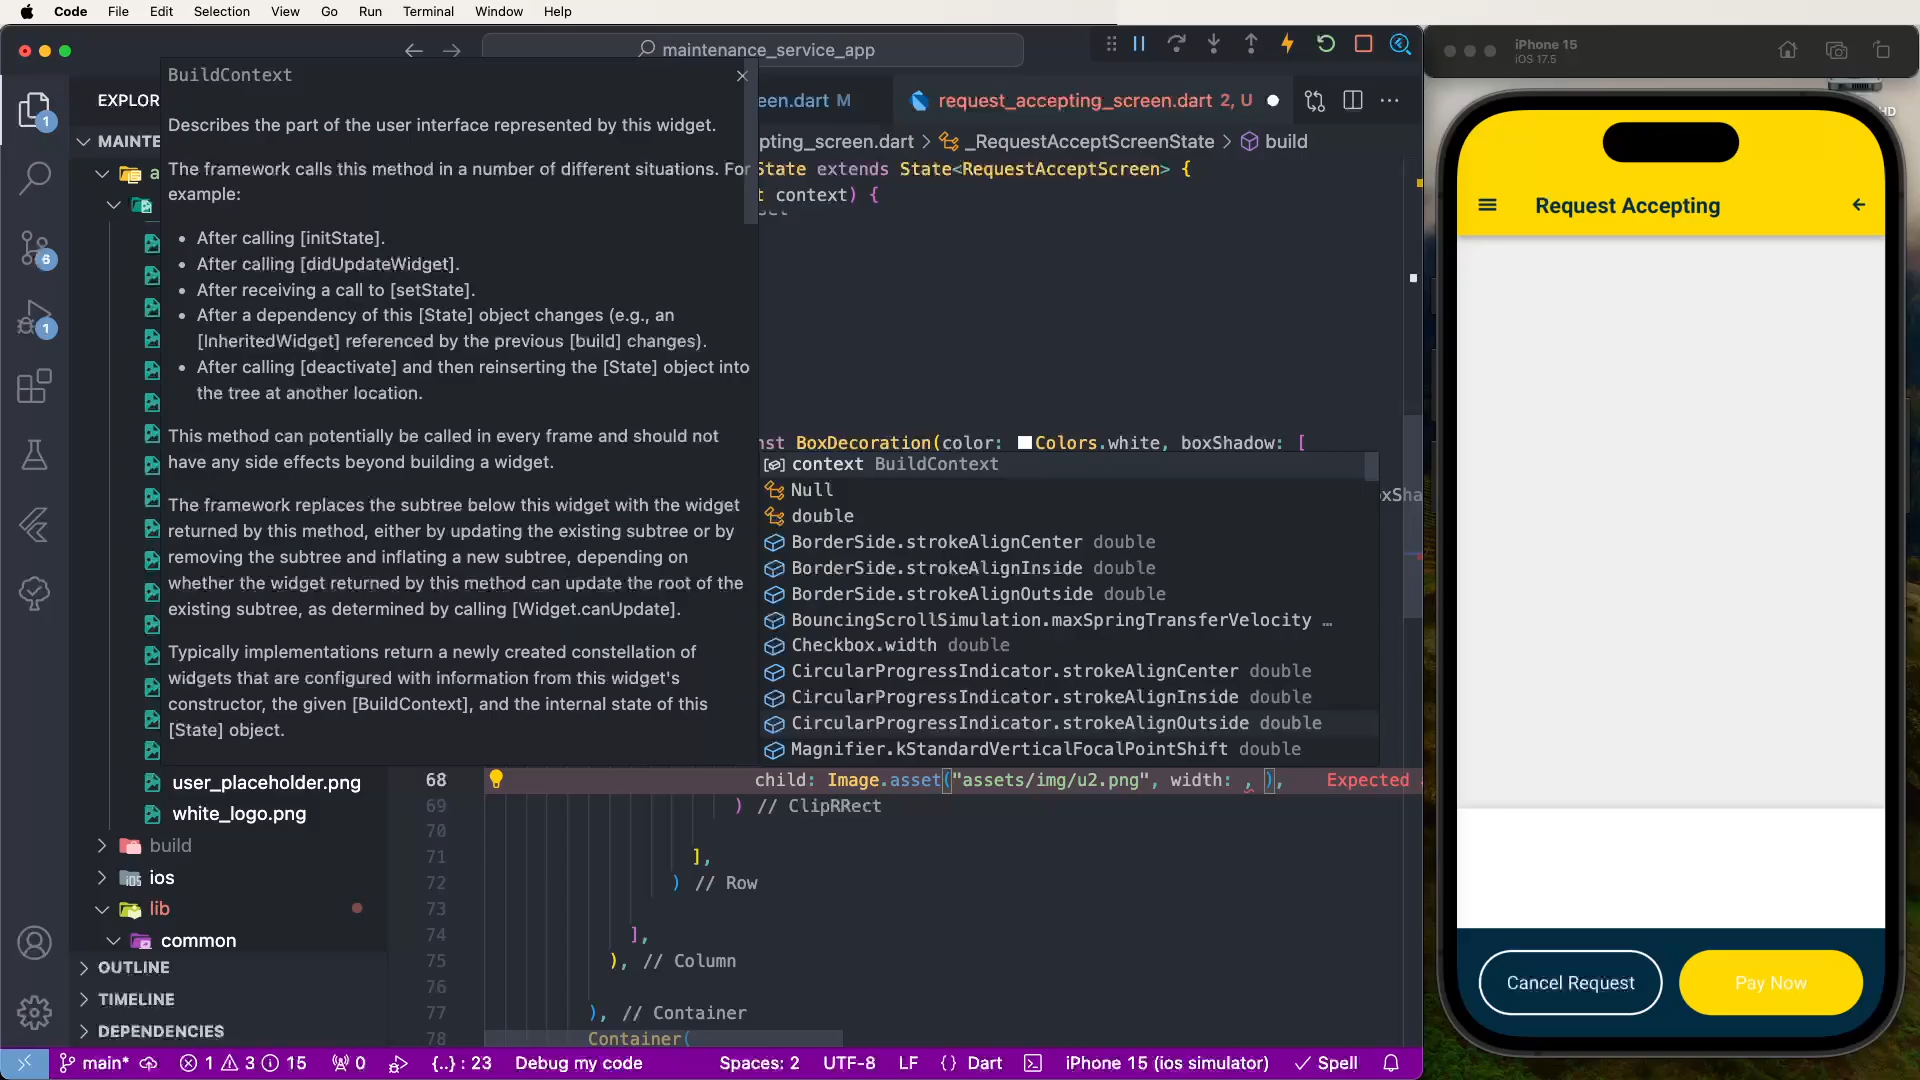 Code File Edit Selection View Go Run Terminal Window Help
maintenance_service_app
iPhone 15
iOS 17.5
EXPLOR
een.dart M
request_accepting_screen.dart 2, U
MAINTE
pting_screen.dart > _RequestAcceptScreenState > build
BuildContext
Describes the part of the user interface represented by this widget.
The framework calls this method in a number of different situations. For
example:
• After calling [initState].
• After calling [didUpdateWidget].
• After receiving a call to [setState].
• After a dependency of this [State] object changes (e.g., an
[InheritedWidget] referenced by the previous [build] changes).
• After calling [deactivate] and then reinserting the [State] object into
the tree at another location.
This method can potentially be called in every frame and should not
have any side effects beyond building a widget.
The framework replaces the subtree below this widget with the widget
returned by this method, either by updating the existing subtree or by
removing the subtree and inflating a new subtree, depending on
whether the widget returned by this method can update the root of the
existing subtree, as determined by calling [Widget.canUpdate].
Typically implementations return a newly created constellation of
widgets that are configured with information from this widget's
constructor, the given [BuildContext], and the internal state of this
[State] object.
State extends State<RequestAcceptScreen> {
t context) {
nst BoxDecoration(color: Colors.white, boxShadow: [
oxSha
context BuildContext
Null
double
BorderSide.strokeAlignCenter double
BorderSide.strokeAlignInside double
BorderSide.strokeAlignOutside double
BouncingScrollSimulation.maxSpringTransferVelocity …
Checkbox.width double
CircularProgressIndicator.strokeAlignCenter double
CircularProgressIndicator.strokeAlignInside double
CircularProgressIndicator.strokeAlignOutside double
Magnifier.kStandardVerticalFocalPointShift double
68 child: Image.asset("assets/img/u2.png", width: , ), Expected
69 ) // ClipRRect
70
71 ],
72 ) // Row
73
74 ],
75 ), // Column
76
77 ), // Container
78 Container(
user_placeholder.png
white_logo.png
build
ios
lib
common
OUTLINE
TIMELINE
DEPENDENCIES
1
6
1
main* 1 3 15 0 {..} : 23 Debug my code Spaces: 2 UTF-8 LF {} Dart iPhone 15 (ios simulator) Spell
HD
Request Accepting
Cancel Request
Pay Now